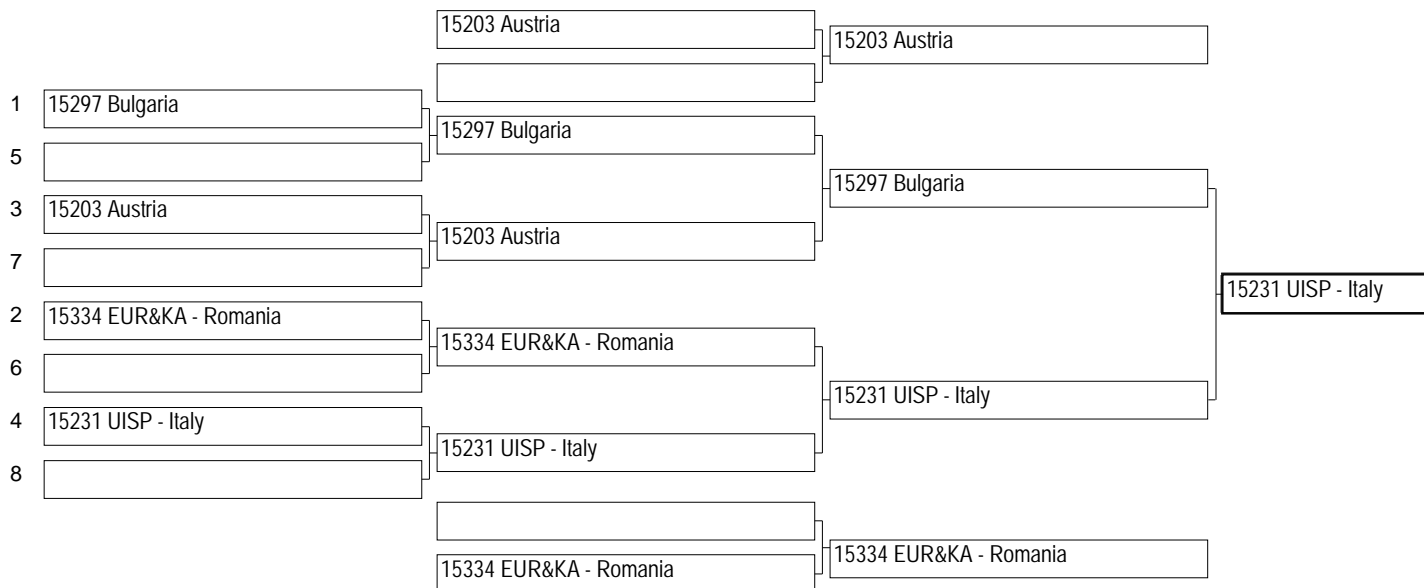 15203 Austria
15203 Austria
1 15297 Bulgaria
15297 Bulgaria
5
15297 Bulgaria
3 15203 Austria
15203 Austria
7
15231 UISP - Italy
2 15334 EUR&KA - Romania
15334 EUR&KA - Romania
6
15231 UISP - Italy
4 15231 UISP - Italy
15231 UISP - Italy
8
15334 EUR&KA - Romania
15334 EUR&KA - Romania